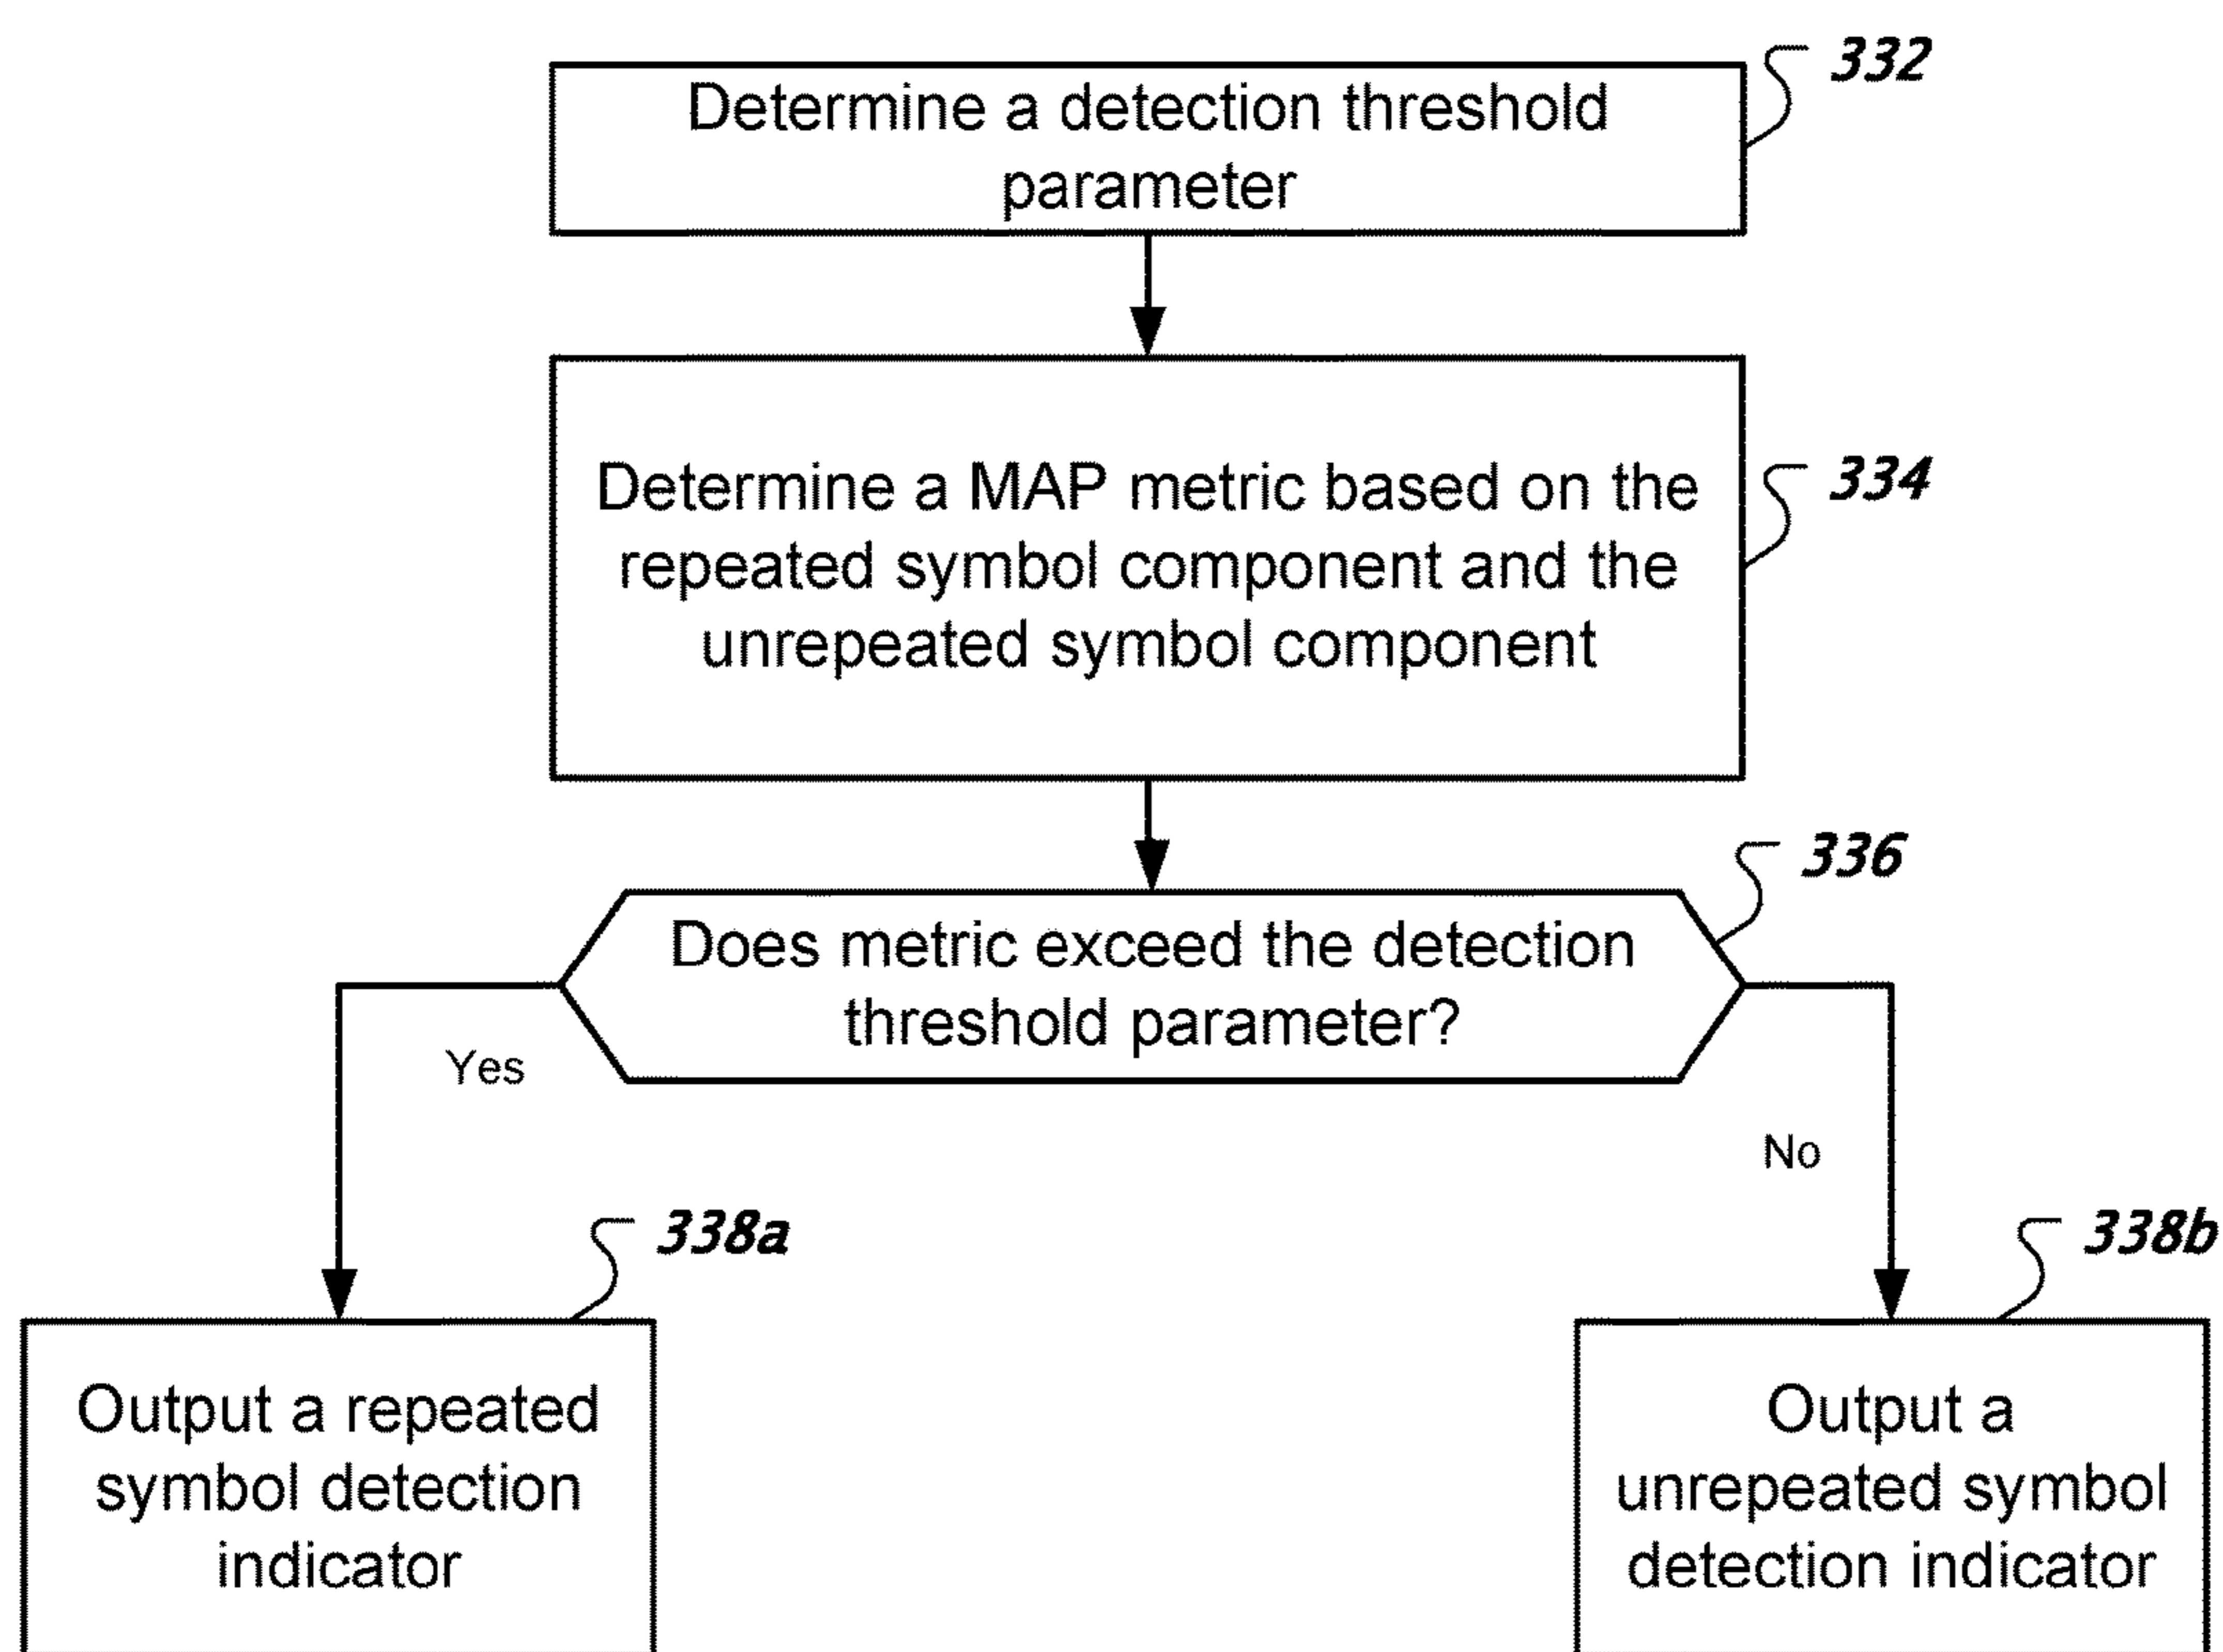 332
Determine a detection threshold
parameter
334
Determine a MAP metric based on the
repeated symbol component and the
unrepeated symbol component
336
Does metric exceed the detection
threshold parameter?
Yes
No
338a
338b
Output a repeated
symbol detection
indicator
Output a
unrepeated symbol
detection indicator